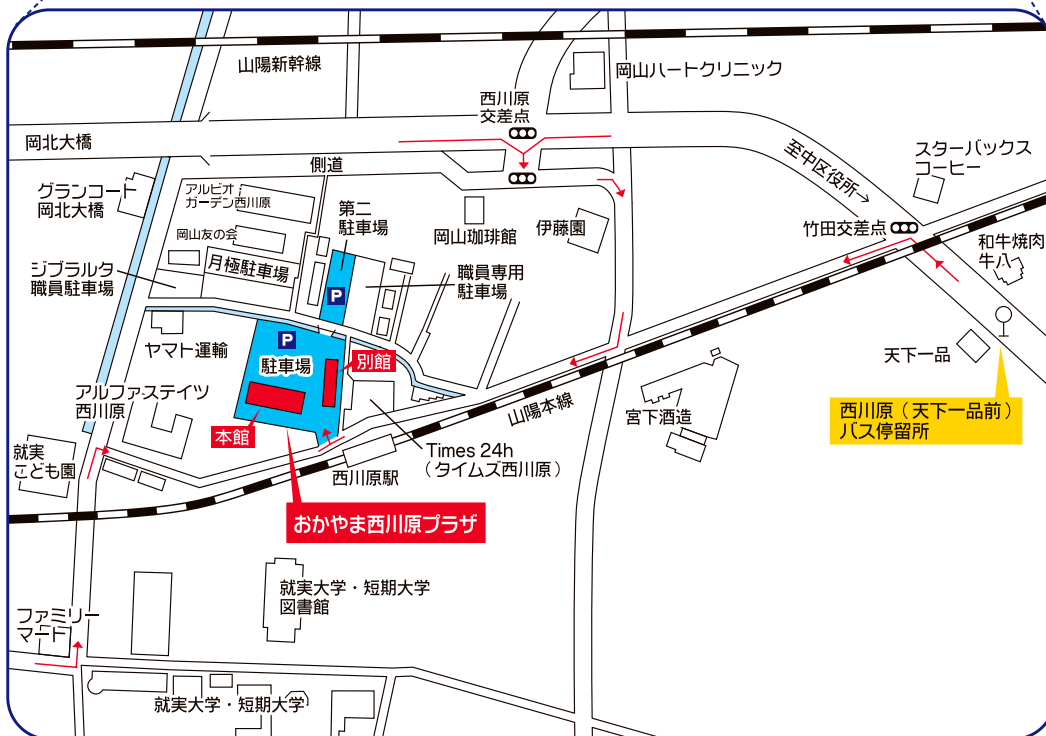 山陽新幹線
岡山ハートクリニック
西川原
交差点
岡北大橋
側道
至中区役所→
スターバックス
コーヒー
グランコート
岡北大橋
アルビオ
ガーデン西川原
第二
駐車場
岡山友の会
岡山珈琲館
伊藤園
竹田交差点
和牛焼肉
牛八
ジブラルタ
職員駐車場
月極駐車場
職員専用
駐車場
P
P
ヤマト運輸
駐車場
別館
天下一品
アルファステイツ
西川原
山陽本線
宮下酒造
西川原（天下一品前）
バス停留所
本館
就実
こども園
Times 24h
（タイムズ西川原）
西川原駅
おかやま西川原プラザ
就実大学・短期大学
図書館
ファミリー
マート
就実大学・短期大学